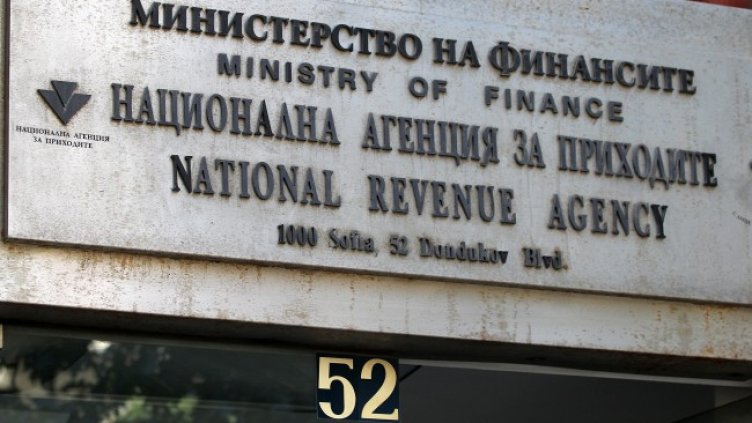 МИНИСТЕРСТВО НА ФИНАНСИТЕ
MINISTRY OF FINANCE
НАЦИОНАЛНА АГЕНЦИЯ ЗА ПРИХОДИТЕ
NATIONAL REVENUE AGENCY
1000 Sofia, 52 Dondukov Blvd.
НАЦИОНАЛНА АГЕНЦИЯ
ЗА ПРИХОДИТЕ
52